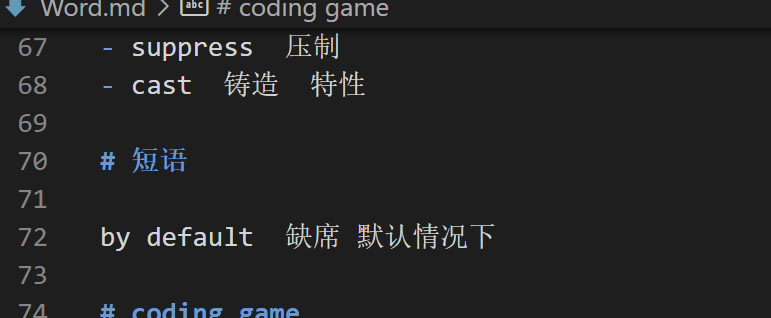 Word.md > # coding game
67 - suppress 压制
68 - cast 铸造 特性
69
70 # 短语
71
72 by default 缺席 默认情况下
73
74 # coding game